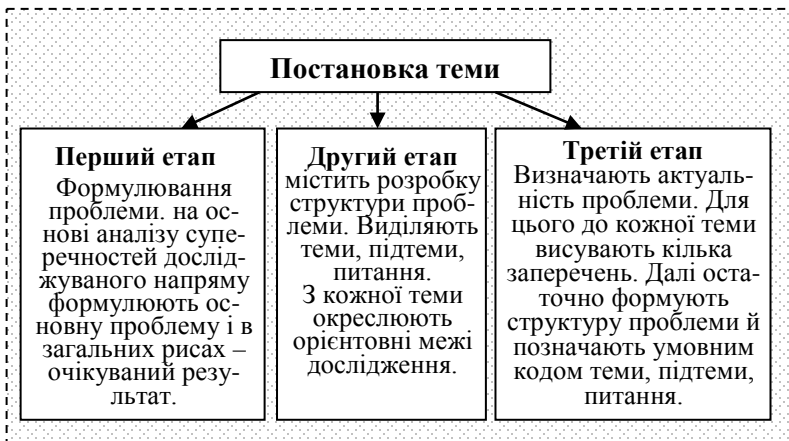 Постановка теми
Перший етап
Формулювання
проблеми. на ос-
нові аналізу супе-
речностей дослід-
жуваного напряму
формулюють ос-
новну проблему і в
загальних рисах –
очікуваний резу-
льтат.
Другий етап
містить розробку
структури проб-
леми. Виділяють
теми, підтеми,
питання.
З кожної теми
окреслюють
орієнтовні межі
дослідження.
Третій етап
Визначають актуаль-
ність проблеми. Для
цього до кожної теми
висувають кілька
заперечень. Далі оста-
точно формують
структуру проблеми й
позначають умовним
кодом теми, підтеми,
питання.